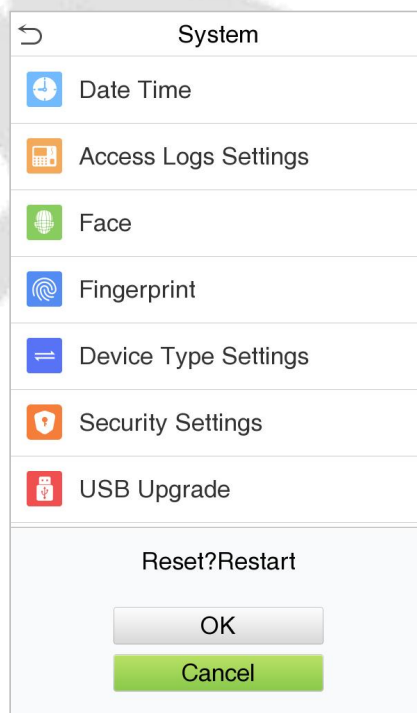 System
Date Time
Access Logs Settings
Face
Fingerprint
Device Type Settings
Security Settings
USB Upgrade
Reset?Restart
OK
Cancel